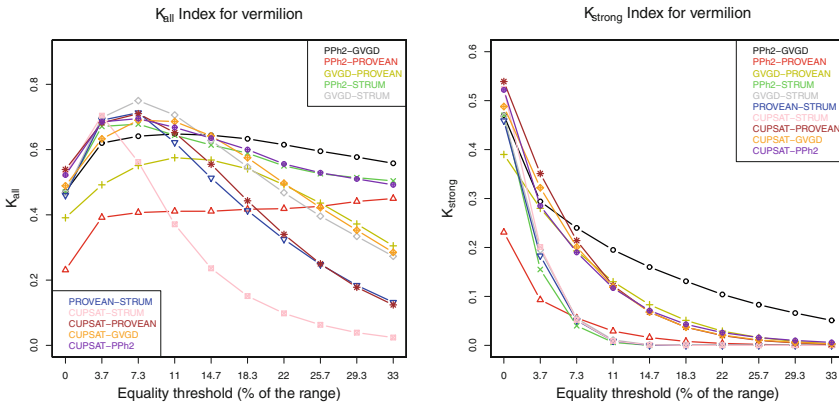 K_all Index for vermilion
PPh2-GVGD
PPh2-PROVEAN
GVGD-PROVEAN
PPh2-STRUM
GVGD-STRUM
PROVEAN-STRUM
CUPSAT-STRUM
CUPSAT-PROVEAN
CUPSAT-GVGD
CUPSAT-PPh2
K_all
0.8
0.6
0.4
0.2
0.0
0 3.7 7.3 11 14.7 18.3 22 25.7 29.3 33
Equality threshold (% of the range)
K_strong Index for vermilion
PPh2-GVGD
PPh2-PROVEAN
GVGD-PROVEAN
PPh2-STRUM
GVGD-STRUM
PROVEAN-STRUM
CUPSAT-STRUM
CUPSAT-PROVEAN
CUPSAT-GVGD
CUPSAT-PPh2
K_strong
0.6
0.5
0.4
0.3
0.2
0.1
0.0
0 3.7 7.3 11 14.7 18.3 22 25.7 29.3 33
Equality threshold (% of the range)